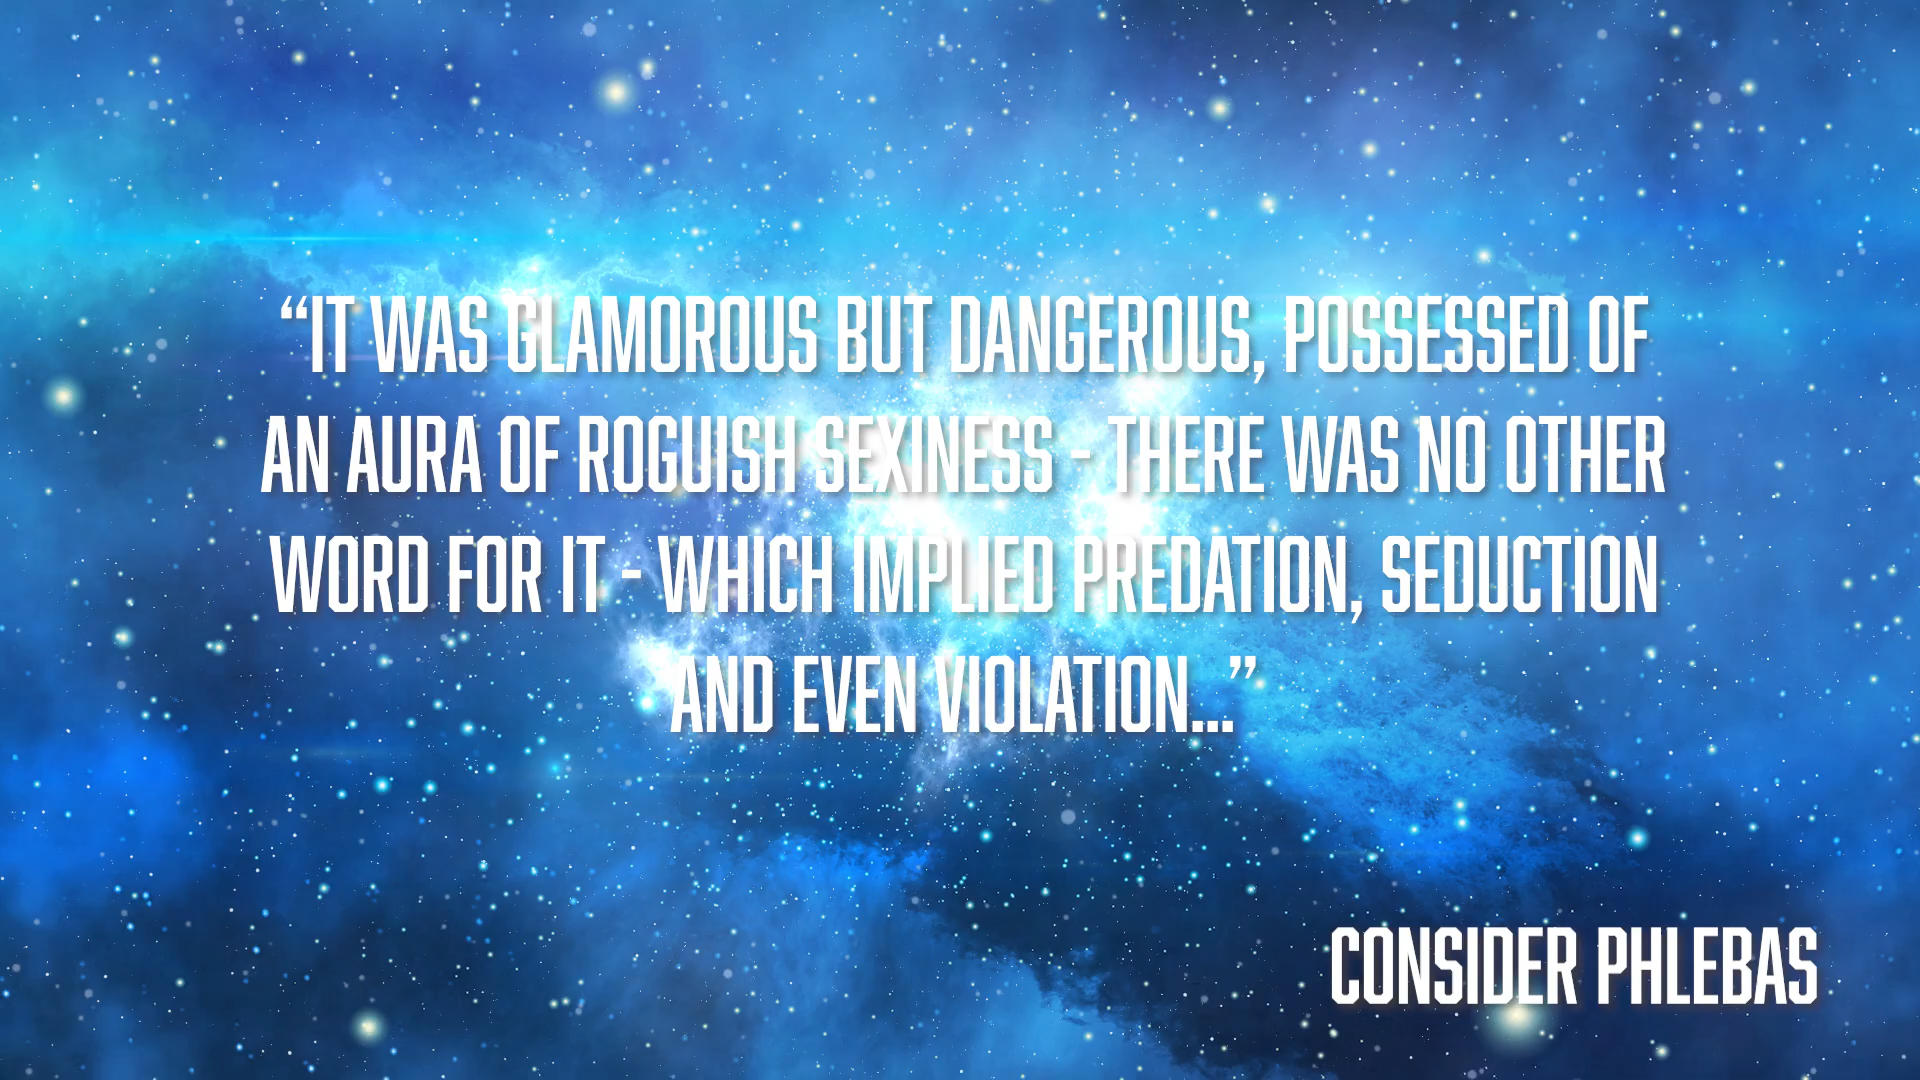 “IT WAS GLAMOROUS BUT DANGEROUS, POSSESSED OF
AN AURA OF ROGUISH SEXINESS - THERE WAS NO OTHER
WORD FOR IT - WHICH IMPLIED PREDATION, SEDUCTION
AND EVEN VIOLATION...”
CONSIDER PHLEBAS